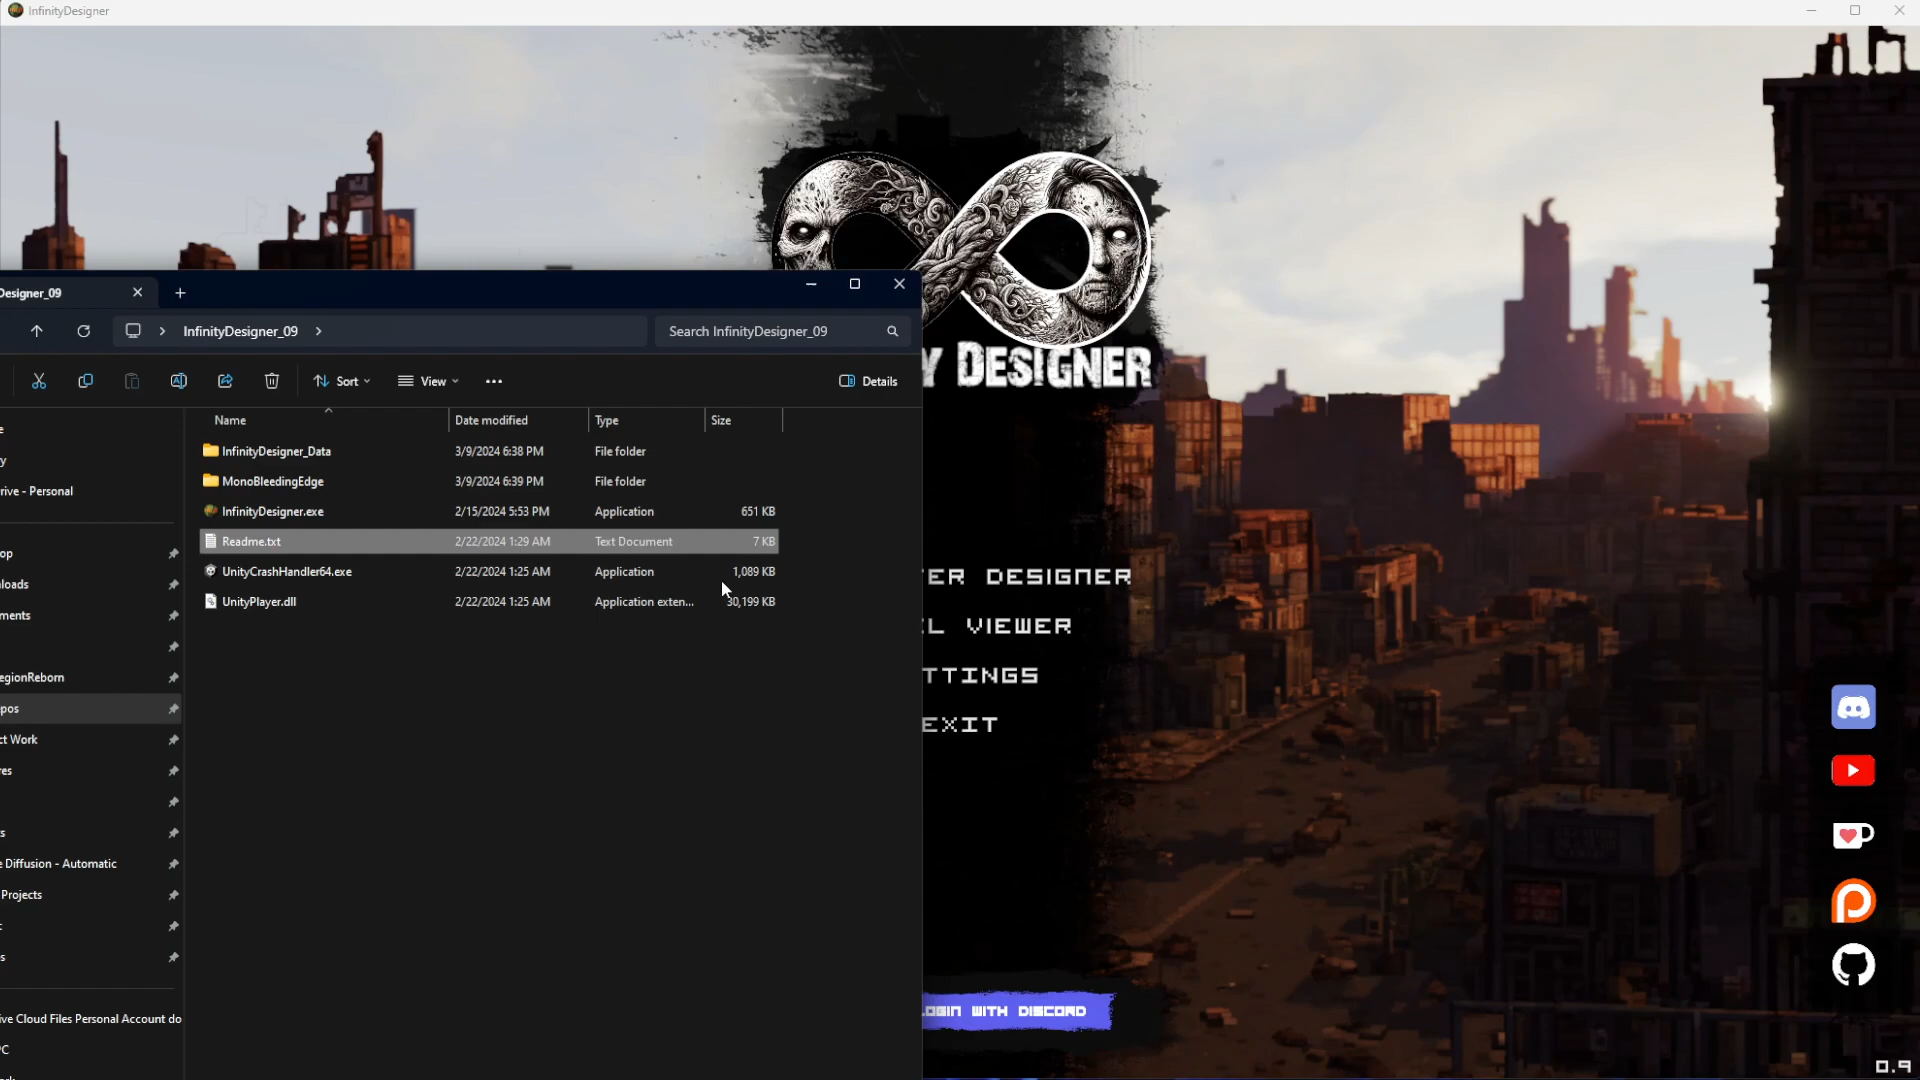 InfinityDesigner
Designer_09
InfinityDesigner_09
Search InfinityDesigner_09
Y DESIGNER
Sort
View
Details
Name
Date modified
Type
Size
e
y
InfinityDesigner_Data
3/9/2024 6:38 PM
File folder
MonoBleedingEdge
3/9/2024 6:39 PM
File folder
rive - Personal
InfinityDesigner.exe
2/15/2024 5:53 PM
Application
651 KB
Readme.txt
2/22/2024 1:29 AM
Text Document
7 KB
op
UnityCrashHandler64.exe
2/22/2024 1:25 AM
Application
1,089 KB
ER DESIGNER
loads
UnityPlayer.dll
2/22/2024 1:25 AM
Application exten...
30,199 KB
ments
L VIEWER
egionReborn
TTINGS
pos
EXIT
ct Work
res
s
e Diffusion - Automatic
Projects
t
s
LOGIN WITH DISCORD
ive Cloud Files Personal Account do
C
0.9